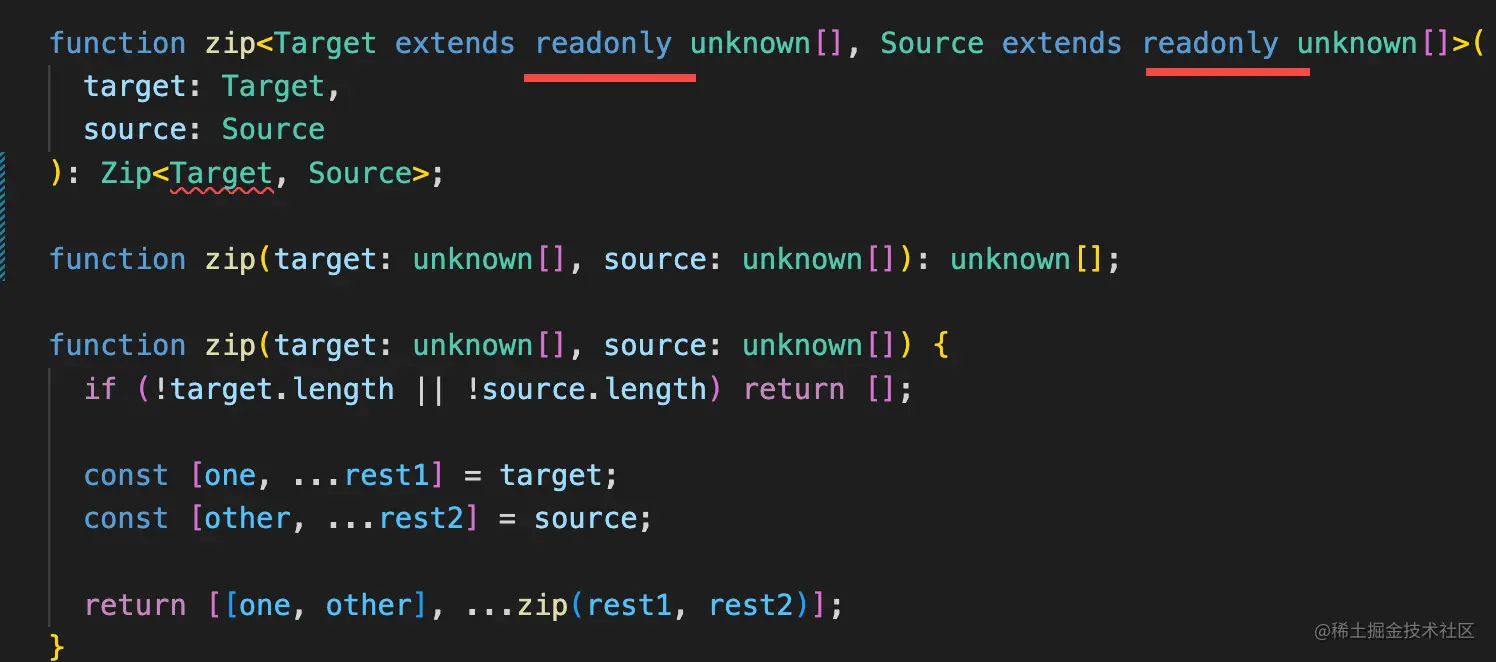 function zip<Target extends readonly unknown[], Source extends readonly unknown[]>(
  target: Target,
  source: Source
): Zip<Target, Source>;

function zip(target: unknown[], source: unknown[]): unknown[];

function zip(target: unknown[], source: unknown[]) {
  if (!target.length || !source.length) return [];

  const [one, ...rest1] = target;
  const [other, ...rest2] = source;

  return [[one, other], ...zip(rest1, rest2)];
}
@稀土掘金技术社区